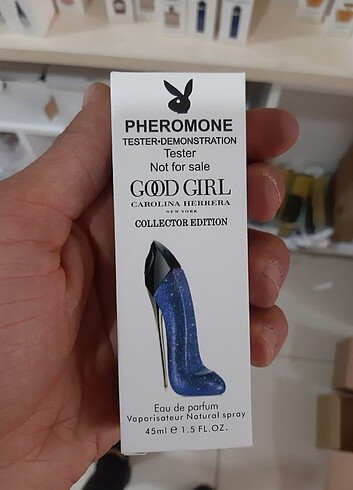 PHEROMONE
TESTER•DEMONSTRATION
Tester
Not for sale
GOOD GIRL
CAROLINA HERRERA
NEW YORK
COLLECTOR EDITION
Eau de parfum
Vaporisateur Natural spray
45ml ℮ 1.5 FL.OZ.